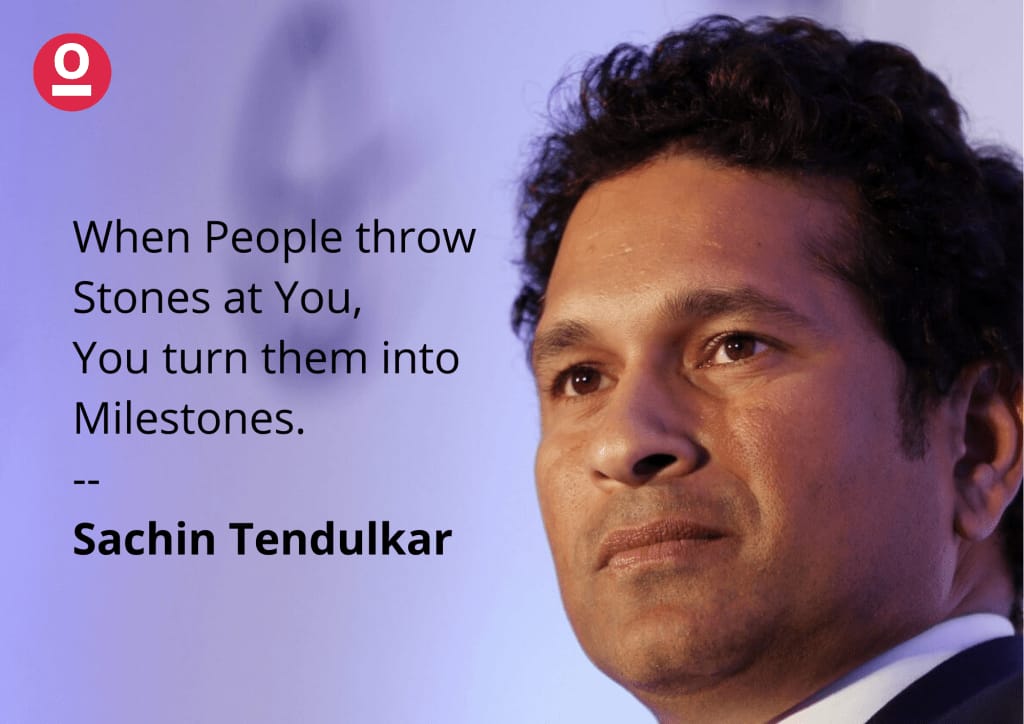 O
When People throw
Stones at You,
You turn them into
Milestones.
--
Sachin Tendulkar